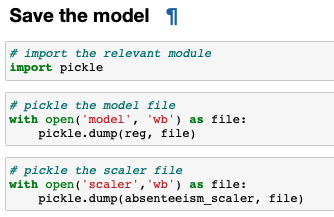 Save the model ¶
# import the relevant module
import pickle
# pickle the model file
with open('model', 'wb') as file:
    pickle.dump(reg, file)
# pickle the scaler file
with open('scaler','wb') as file:
    pickle.dump(absenteeism_scaler, file)